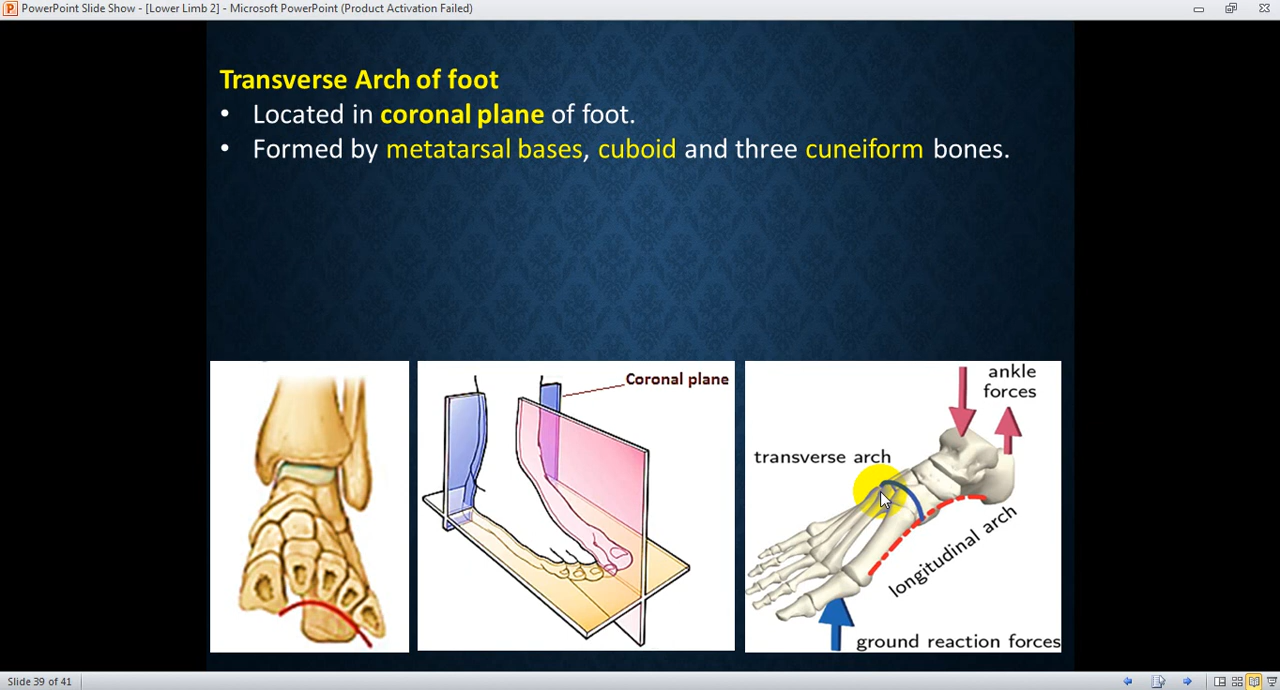 PowerPoint Slide Show - [Lower Limb 2] - Microsoft PowerPoint (Product Activation Failed)
Transverse Arch of foot
• Located in coronal plane of foot.
• Formed by metatarsal bases, cuboid and three cuneiform bones.
Coronal plane
ankle
forces
transverse arch
longitudinal arch
ground reaction forces
Slide 39 of 41